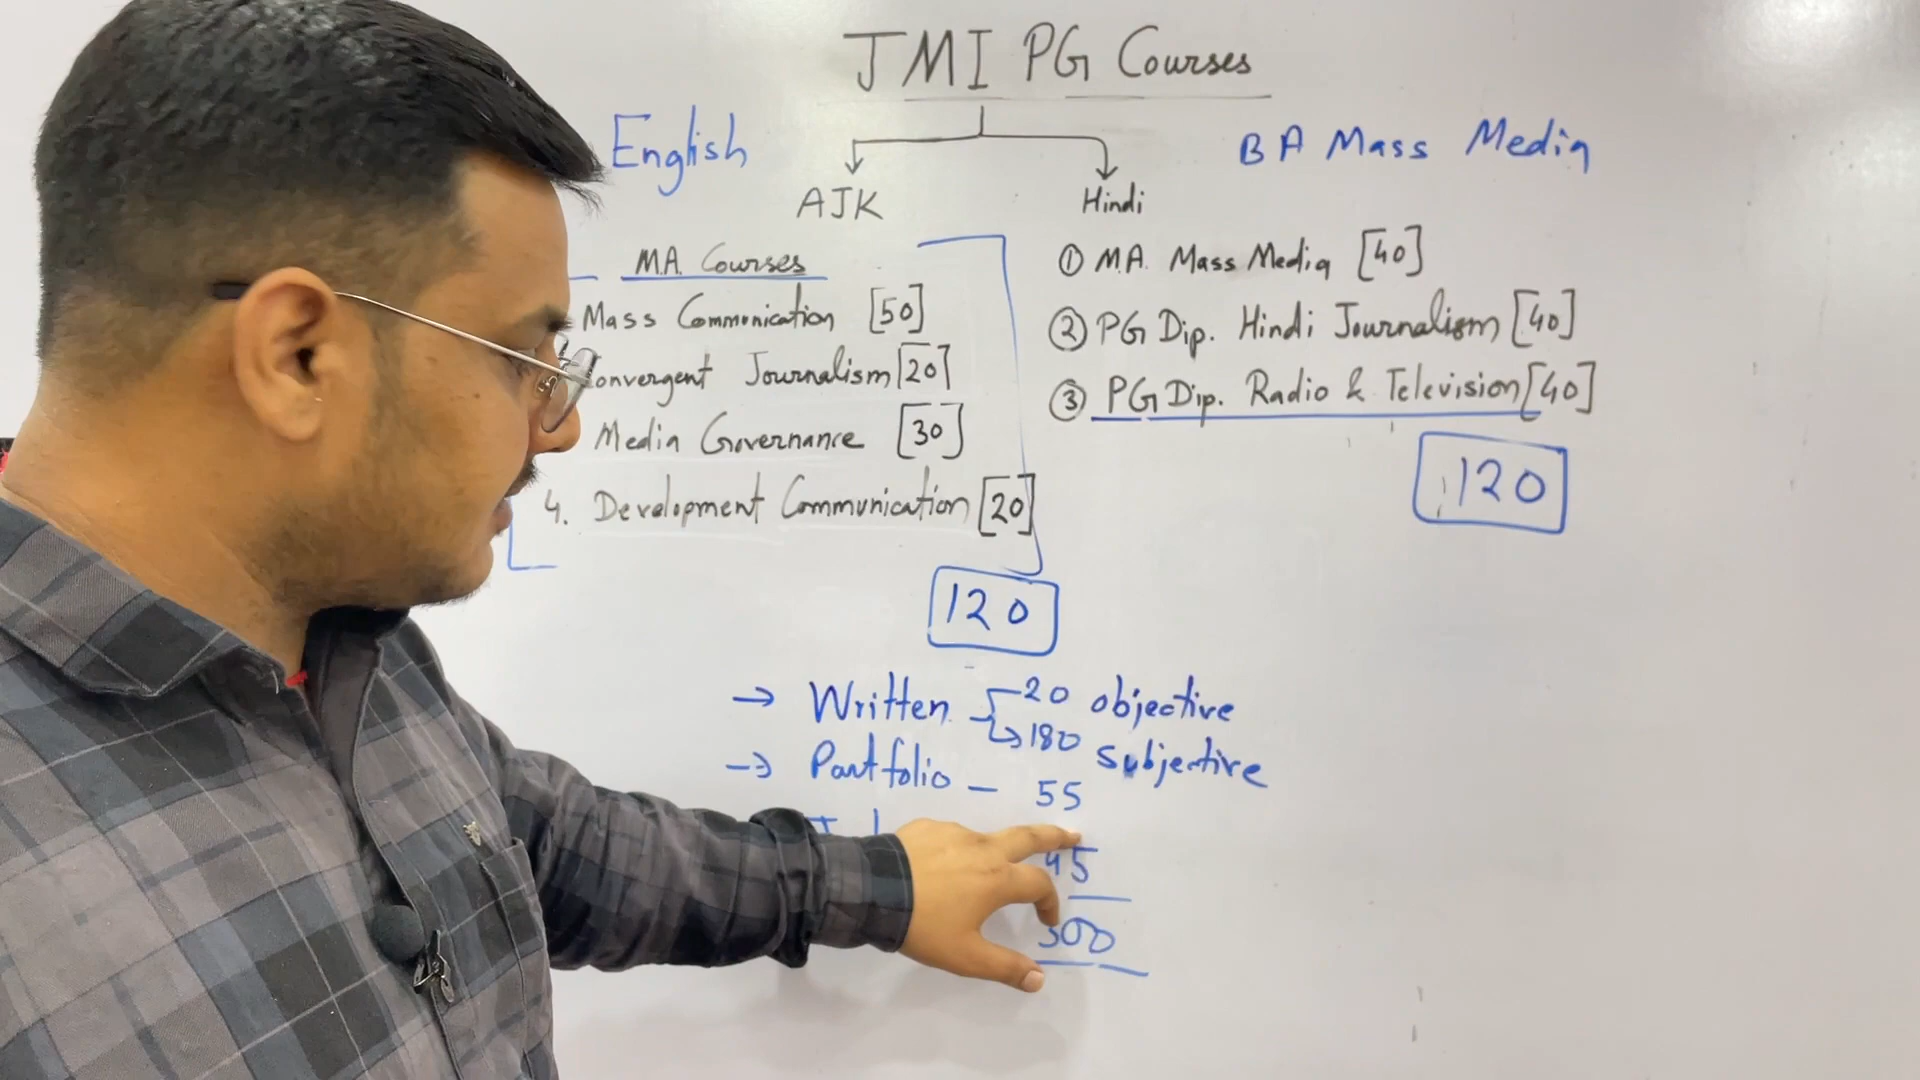 JMI PG Courses
English
BA Mass Media
AJK
Hindi
M.A. Courses
Mass Communication [50]
onvergent Journalism [20]
Media Governance [30]
4. Development Communication [20]
120
① M.A. Mass Media [40]
② PG Dip. Hindi Journalism [40]
③ PG Dip. Radio & Television [40]
120
→ Written 20 objective
180 subjective
→ Portfolio - 55
45
300